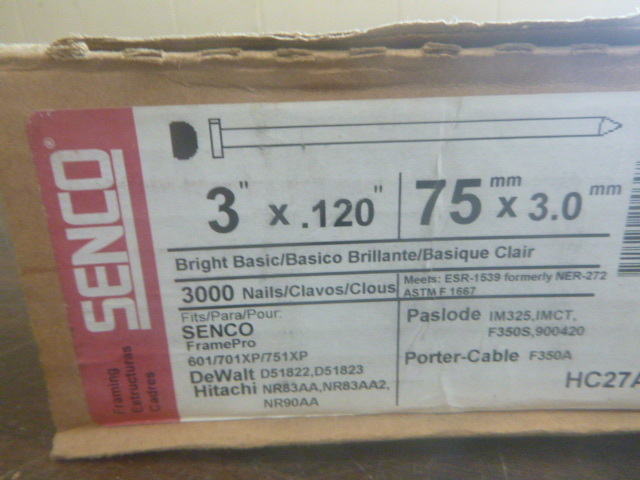 SENCO®
Framing
Estructuras
Cadres
3" x .120"
75 mm x 3.0 mm
Bright Basic/Basico Brillante/Basique Clair
3000 Nails/Clavos/Clous
Meets: ESR-1539 formerly NER-272
ASTM F 1667
Fits/Para/Pour:
SENCO
FramePro
601/701XP/751XP
DeWalt D51822,D51823
Hitachi NR83AA,NR83AA2,
NR90AA
Paslode IM325,IMCT,
F350S,900420
Porter-Cable F350A
HC27A